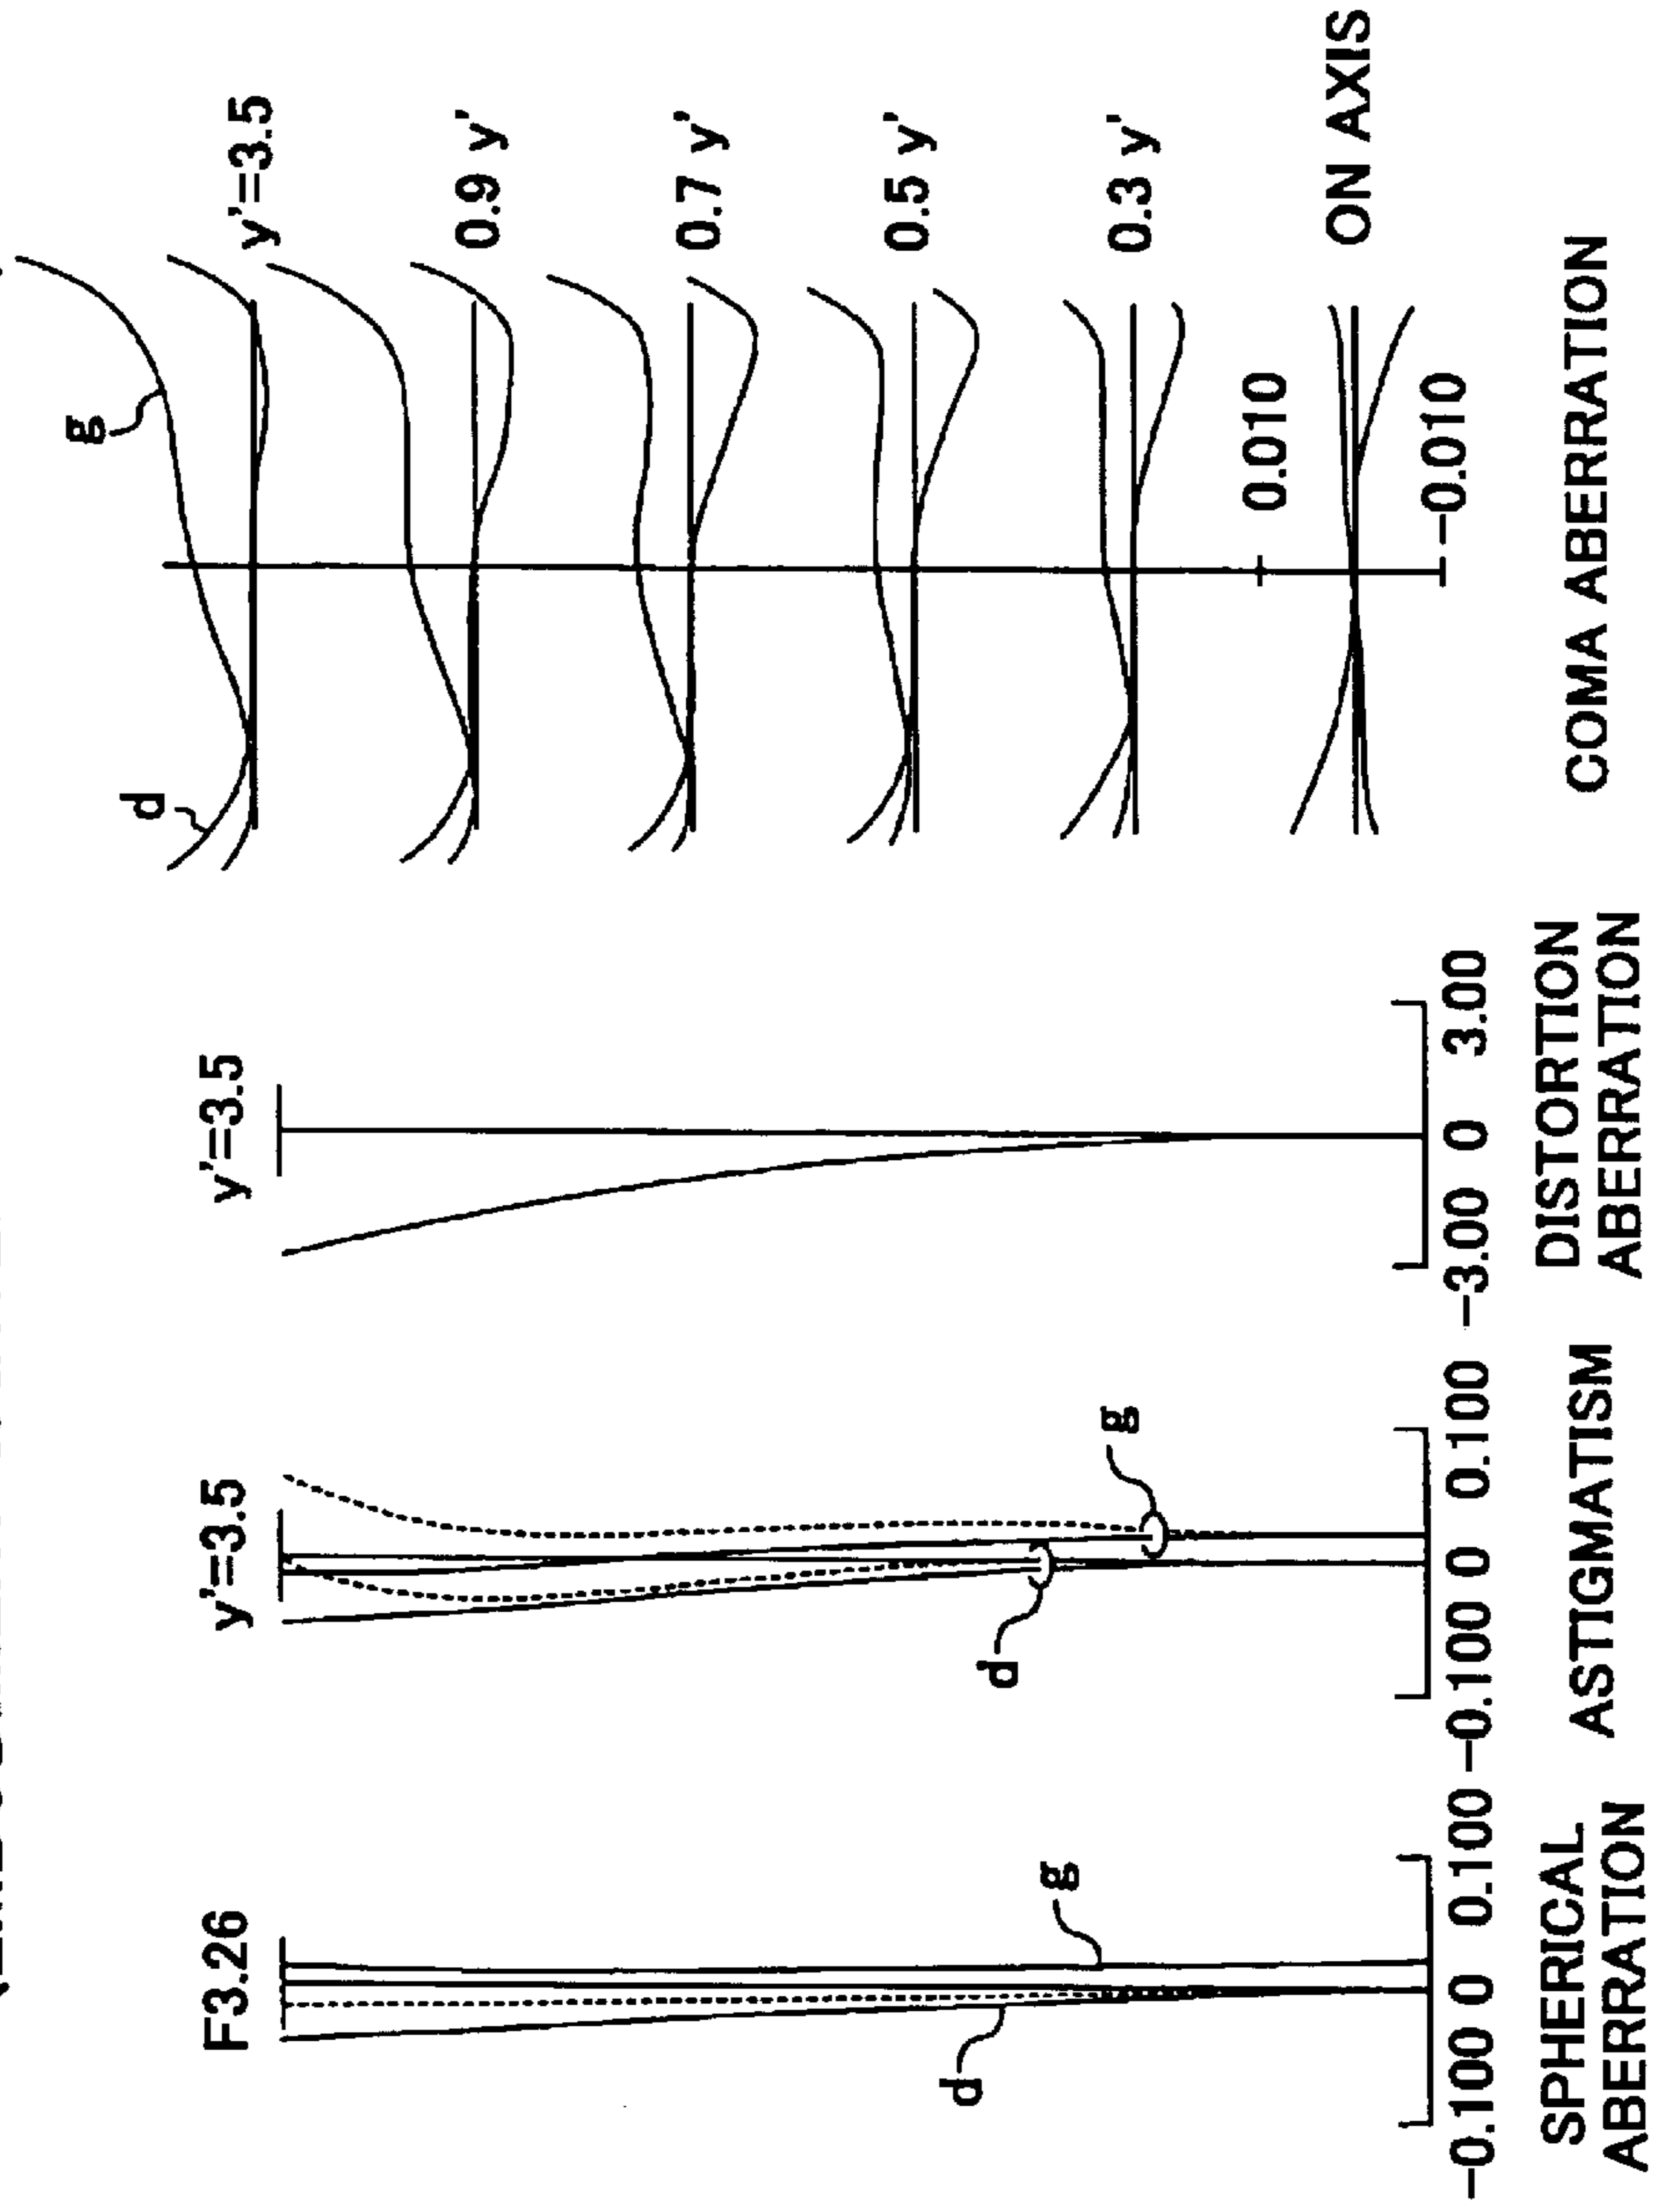 F3.26
g
d
-0.100 0 0.100
SPHERICAL
ABERRATION
y'=3.5
g
d
-0.100 0 0.100
ASTIGMATISM
y'=3.5
-3.00 0 3.00
DISTORTION
ABERRATION
g
d
y'=3.5
0.9 y'
0.7 y'
0.5 y'
0.3 y'
0.010
ON AXIS
-0.010
COMA ABERRATION